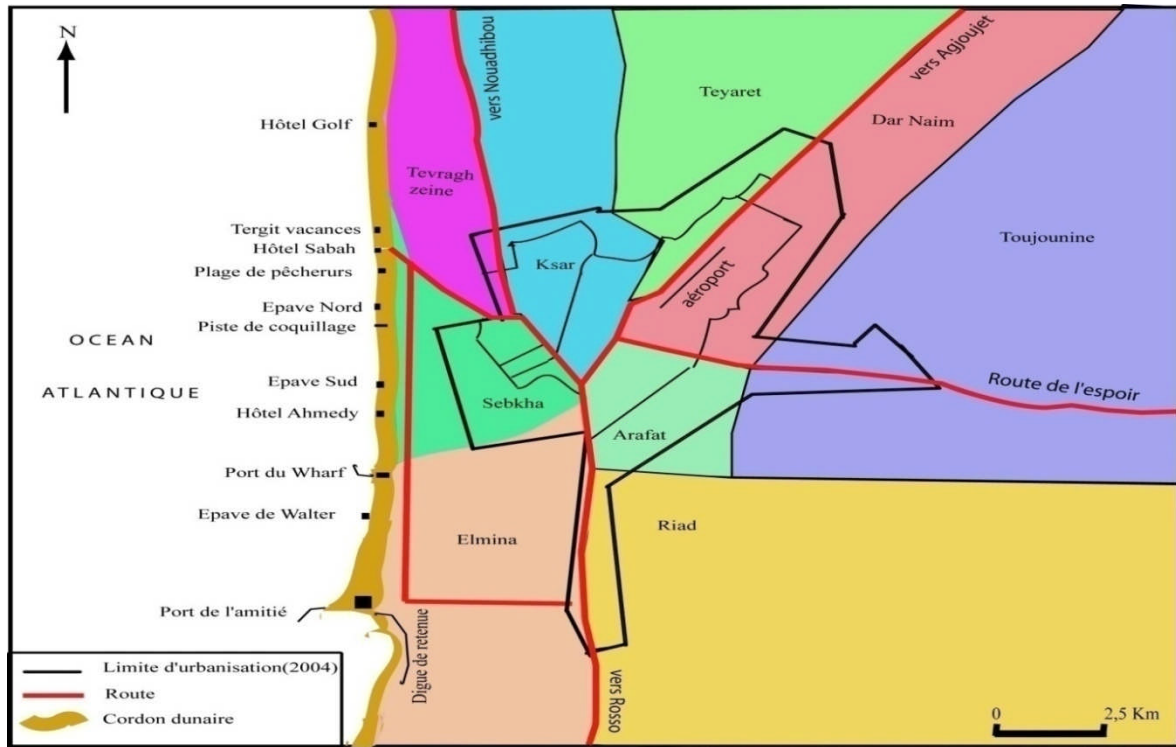 N
Hôtel Golf
Tergit vacances
Hôtel Sabah
Plage de pêcherurs
Epave Nord
Piste de coquillage
OCEAN
ATLANTIQUE
Epave Sud
Hôtel Ahmedy
Port du Wharf
Epave de Walter
Port de l'amitié
Digue de retenue
Tevragh
zeine
vers Nouadhibou
Teyaret
vers Agjoujet
Dar Naim
Toujounine
Ksar
aéroport
Sebkha
Arafat
Route de l'espoir
Elmina
Riad
vers Rosso
Limite d'urbanisation(2004)
Route
Cordon dunaire
0 2,5 Km